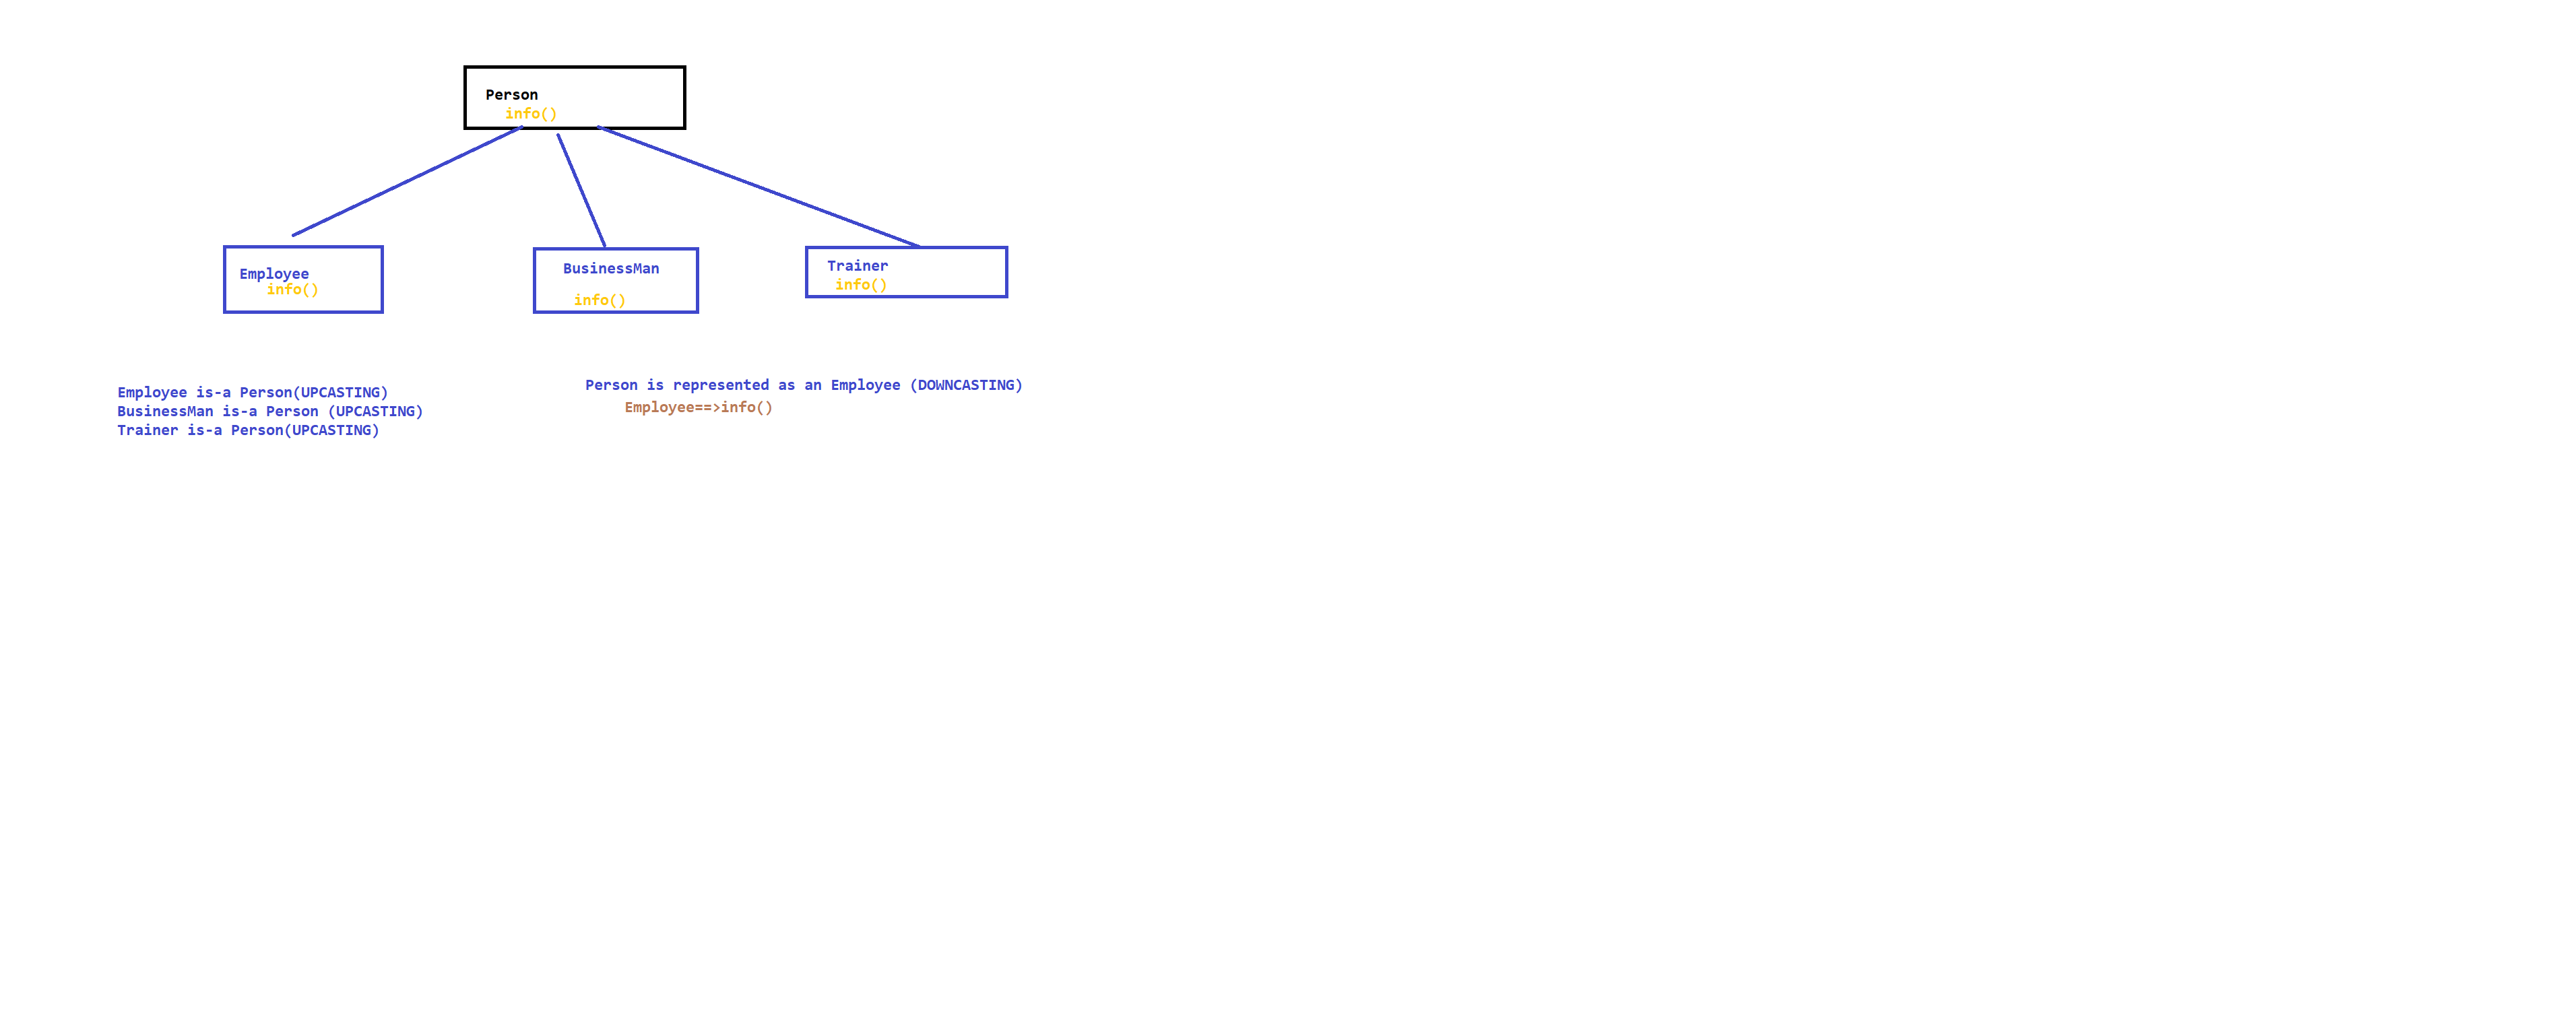 Person
info()
Employee
info()
BusinessMan
info()
Trainer
info()
Employee is-a Person(UPCASTING)
BusinessMan is-a Person (UPCASTING)
Trainer is-a Person(UPCASTING)
Person is represented as an Employee (DOWNCASTING)
Employee==>info()